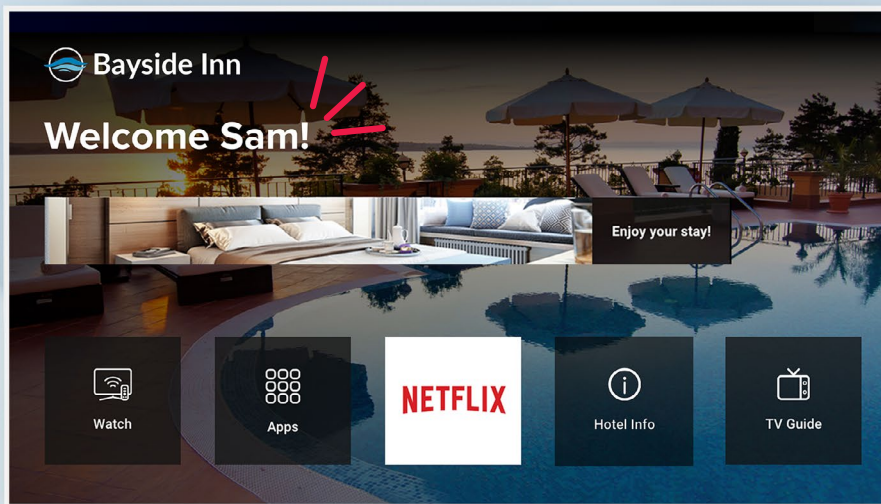 Bayside Inn
Welcome Sam!
Enjoy your stay!
Watch
Apps
NETFLIX
Hotel Info
TV Guide